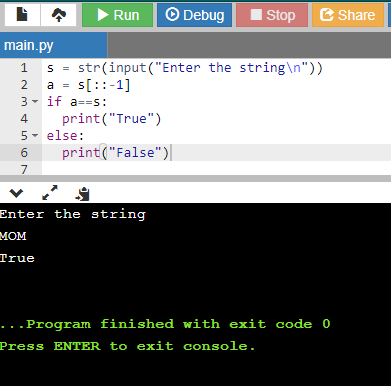 Run Debug Stop Share
main.py
1 s = str(input("Enter the string\n"))
2 a = s[::-1]
3 if a==s:
4 print("True")
5 else:
6 print("False")
7
Enter the string
MOM
True
...Program finished with exit code 0
Press ENTER to exit console.